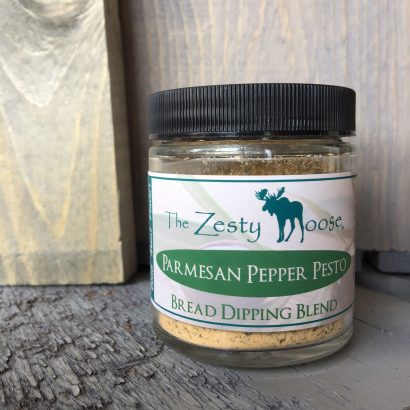 The Zesty Moose
Parmesan Pepper Pesto
Bread Dipping Blend